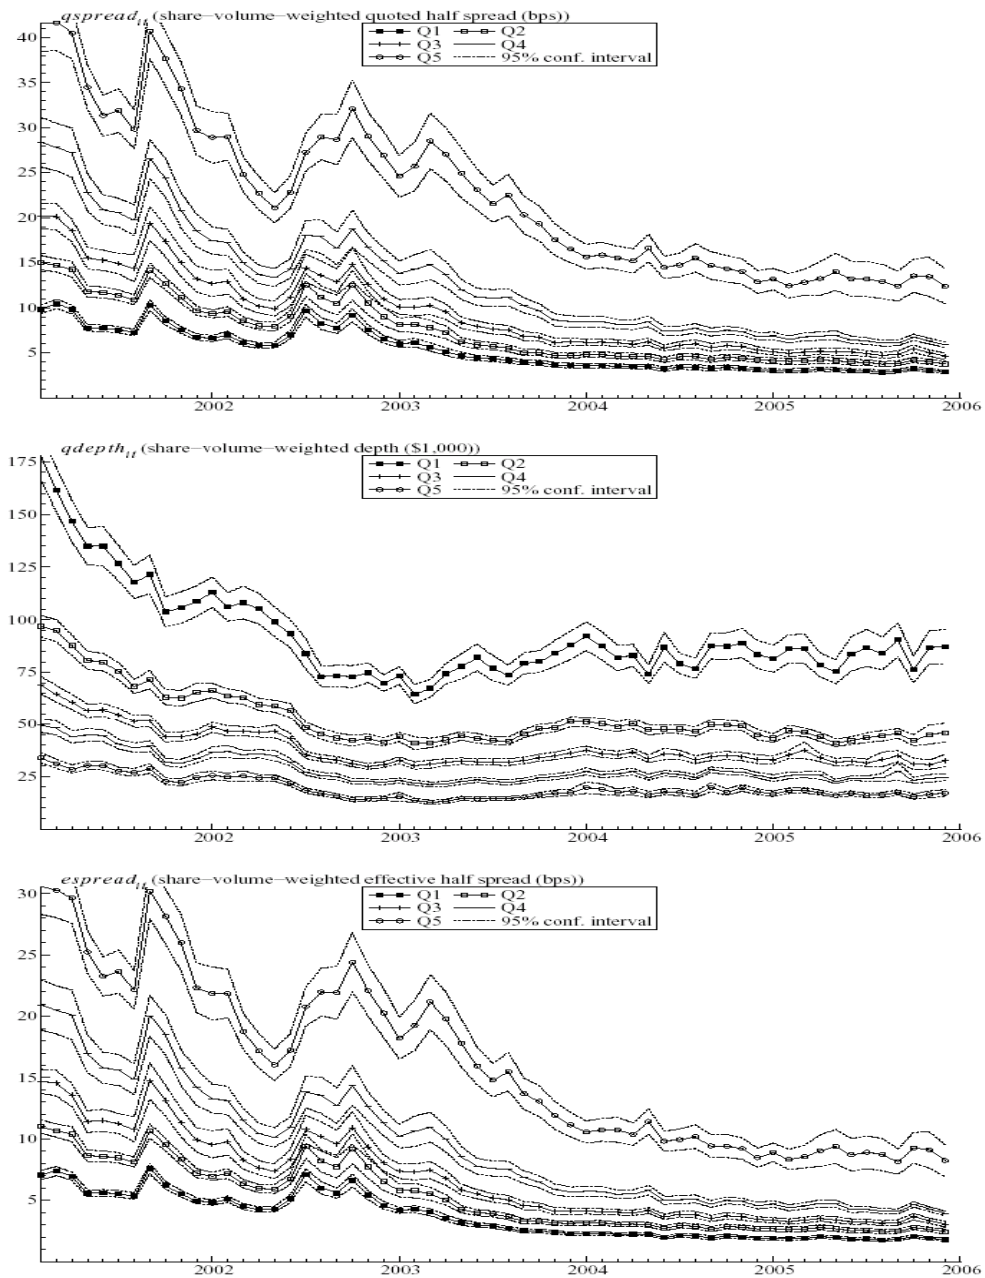 qspread_it (share–volume–weighted quoted half spread (bps))
Q1 Q2
Q3 Q4
Q5 95% conf. interval
40
35
30
25
20
15
10
5
2002 2003 2004 2005 2006
qdepth_it (share–volume–weighted depth ($1,000))
Q1 Q2
Q3 Q4
Q5 95% conf. interval
175
150
125
100
75
50
25
2002 2003 2004 2005 2006
espread_it (share–volume–weighted effective half spread (bps))
Q1 Q2
Q3 Q4
Q5 95% conf. interval
30
25
20
15
10
5
2002 2003 2004 2005 2006